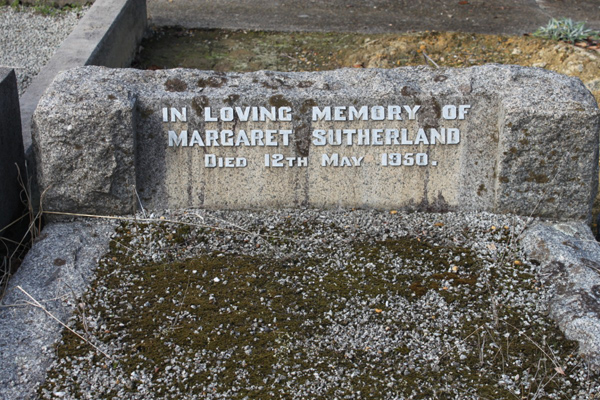 IN LOVING MEMORY OF
MARGARET SUTHERLAND
DIED 12TH MAY 1950.